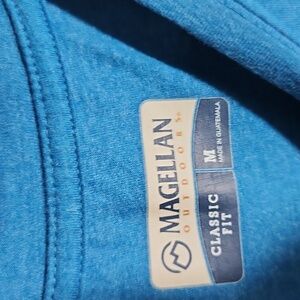 MAGELLAN
OUTDOORS®
M
MADE IN GUATEMALA
CLASSIC
FIT